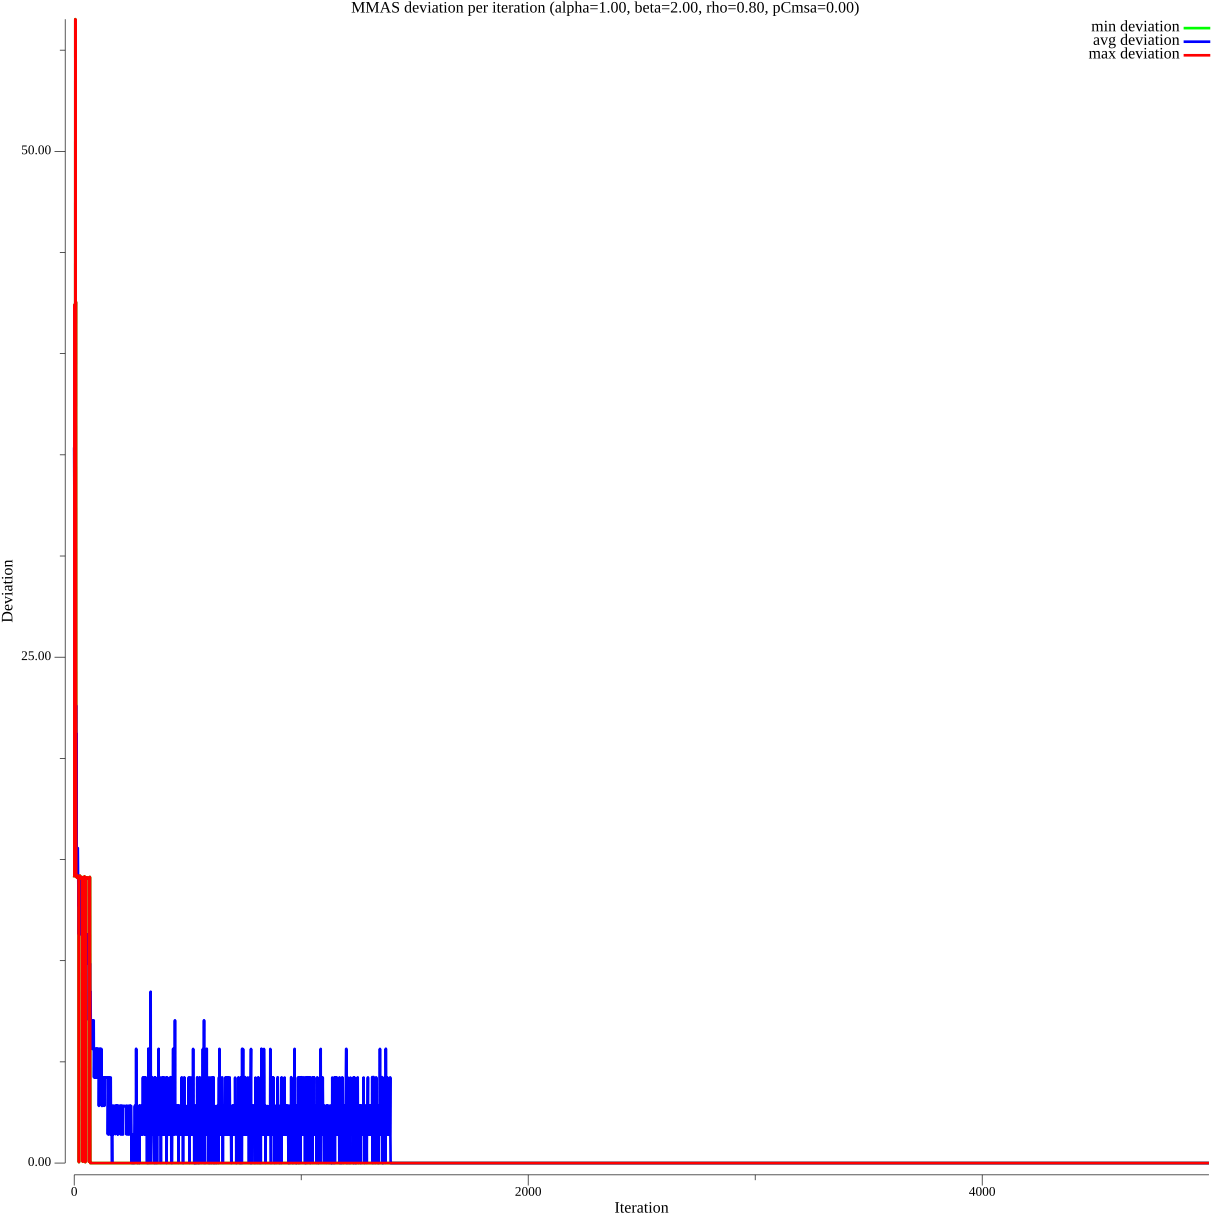 MMAS deviation per iteration (alpha=1.00, beta=2.00, rho=0.80, pCmsa=0.00)
min deviation
avg deviation
max deviation
50.00
25.00
0.00
Deviation
0
2000
4000
Iteration